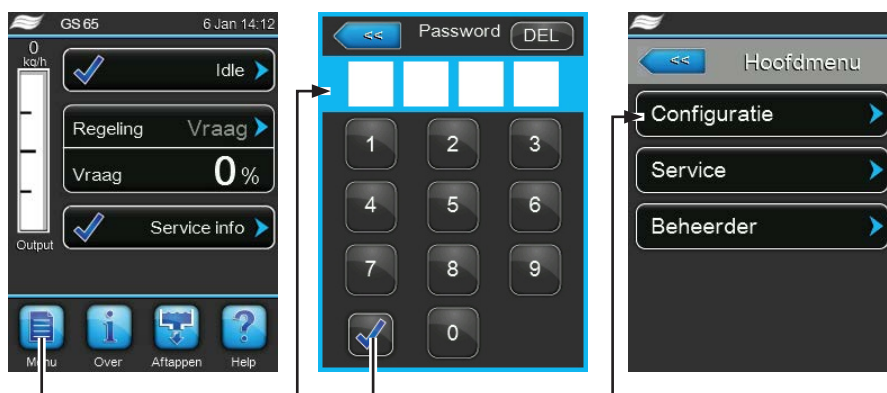 GS 65 6 Jan 14:12
0
kg/h
Idle
Regeling Vraag
Vraag 0 %
Service info
Output
Menu Over Aftappen Help
<< Password DEL
1 2 3
4 5 6
7 8 9
0
<< Hoofdmenu
Configuratie
Service
Beheerder